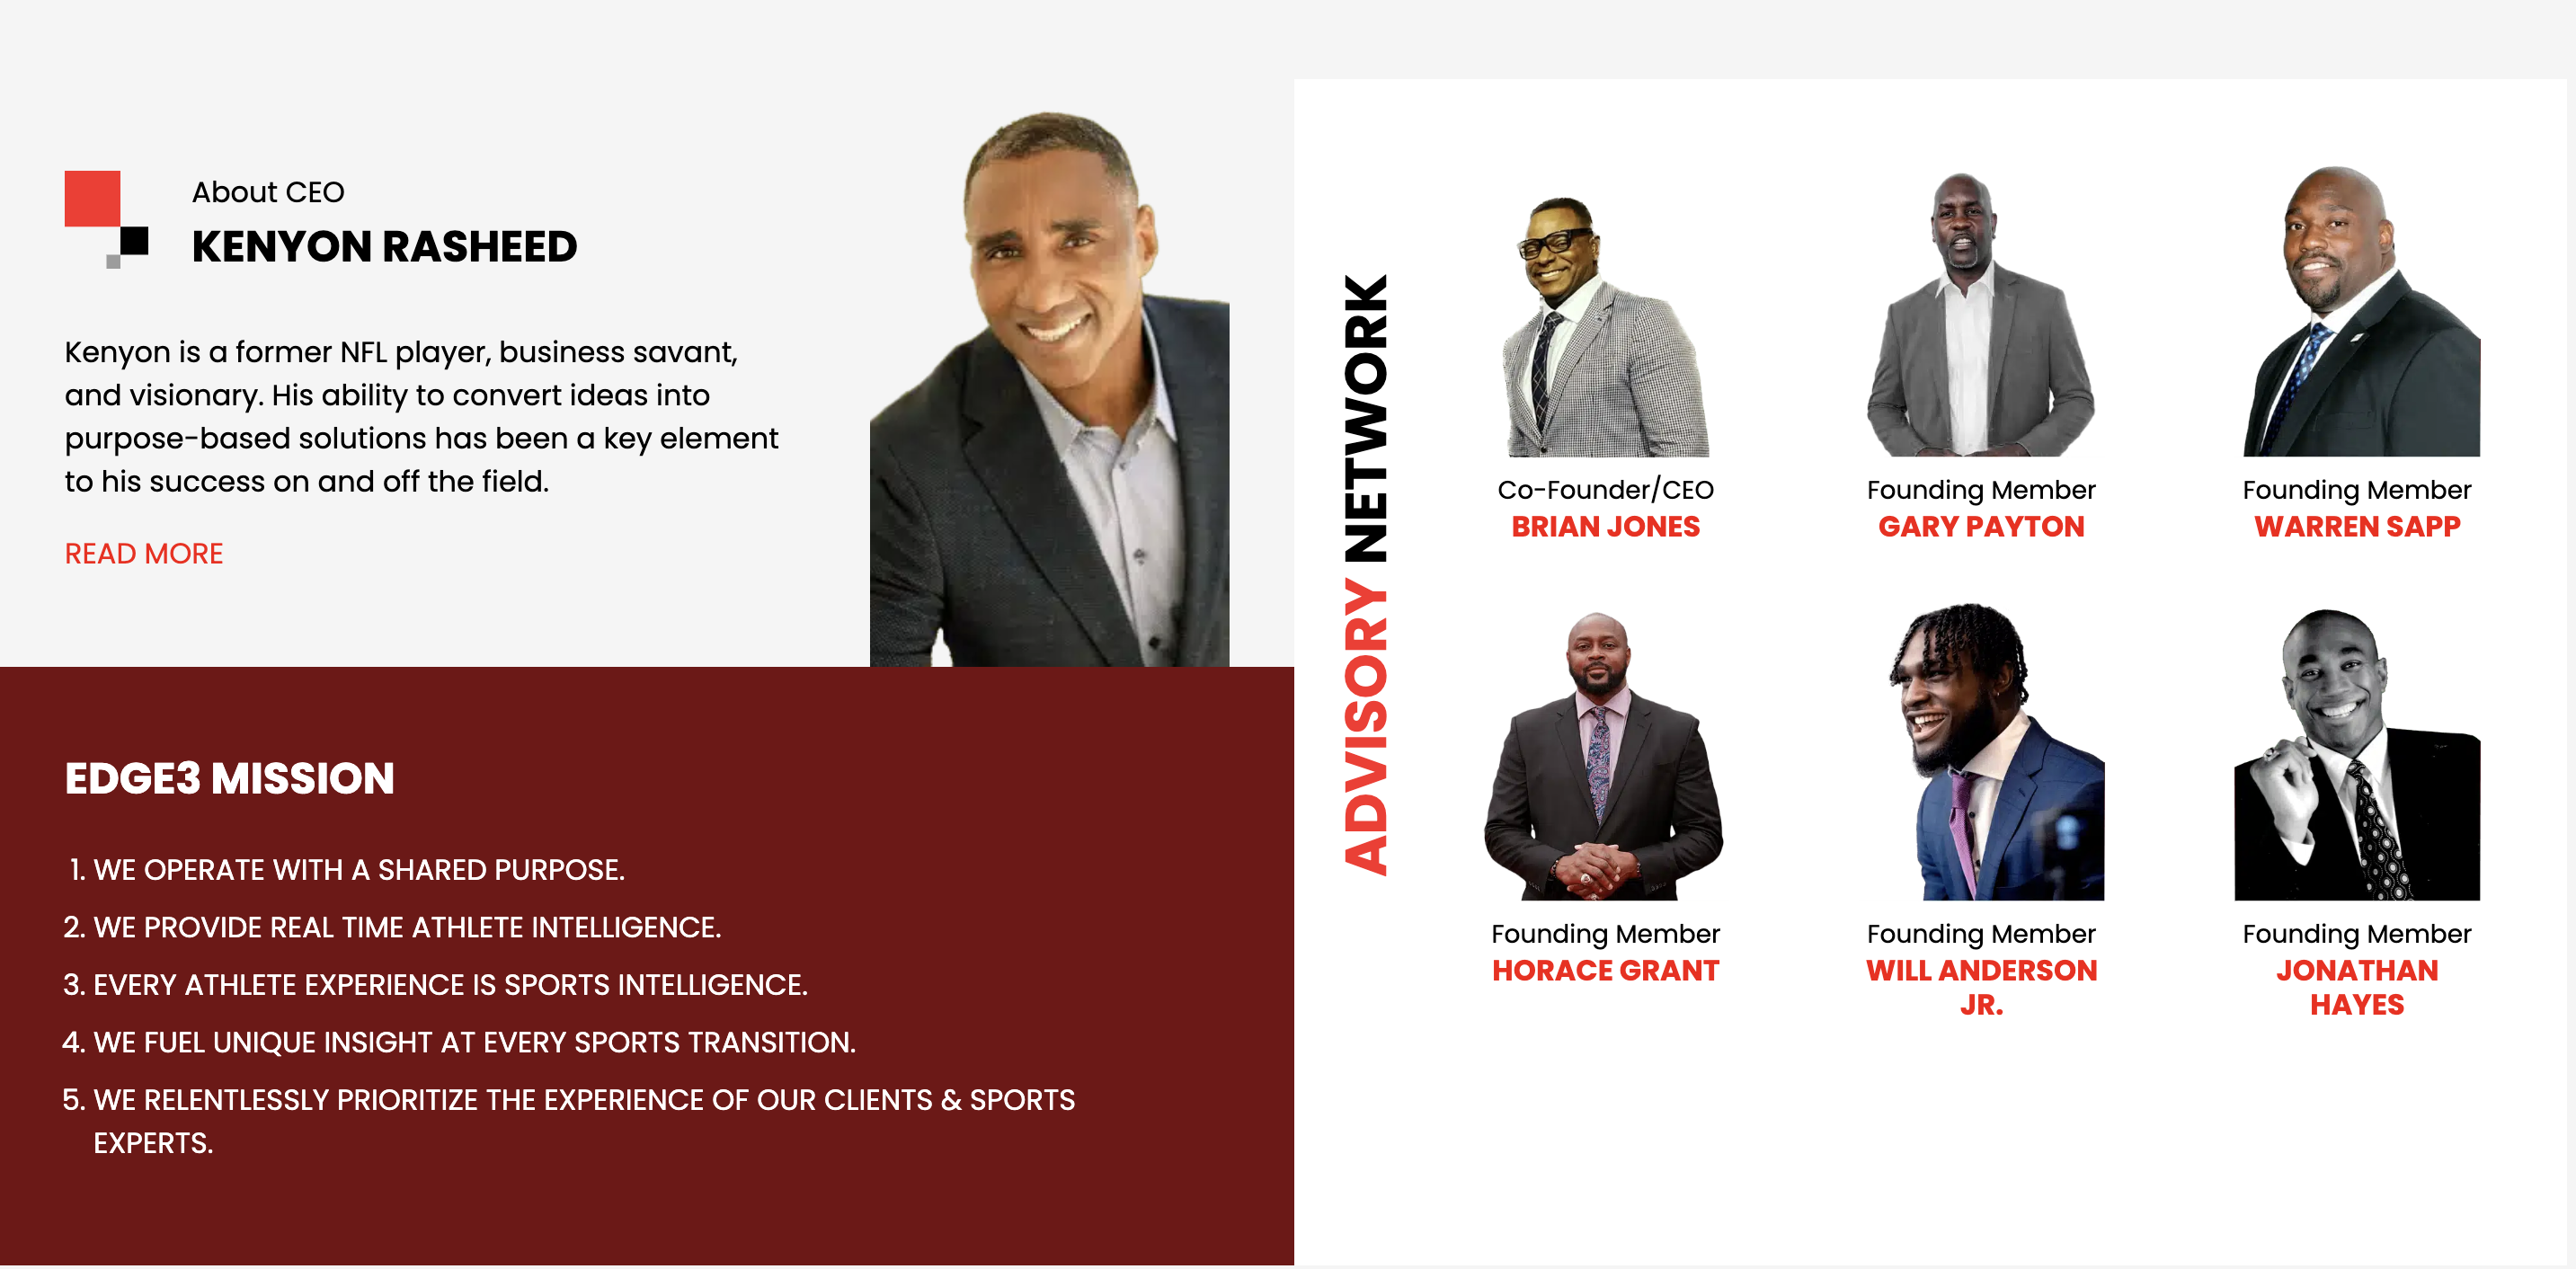 About CEO
KENYON RASHEED
Kenyon is a former NFL player, business savant,
and visionary. His ability to convert ideas into
purpose-based solutions has been a key element
to his success on and off the field.
READ MORE
EDGE3 MISSION
1. WE OPERATE WITH A SHARED PURPOSE.
2. WE PROVIDE REAL TIME ATHLETE INTELLIGENCE.
3. EVERY ATHLETE EXPERIENCE IS SPORTS INTELLIGENCE.
4. WE FUEL UNIQUE INSIGHT AT EVERY SPORTS TRANSITION.
5. WE RELENTLESSLY PRIORITIZE THE EXPERIENCE OF OUR CLIENTS & SPORTS
EXPERTS.
ADVISORY NETWORK
Co-Founder/CEO
BRIAN JONES
Founding Member
GARY PAYTON
Founding Member
WARREN SAPP
Founding Member
HORACE GRANT
Founding Member
WILL ANDERSON
JR.
Founding Member
JONATHAN
HAYES